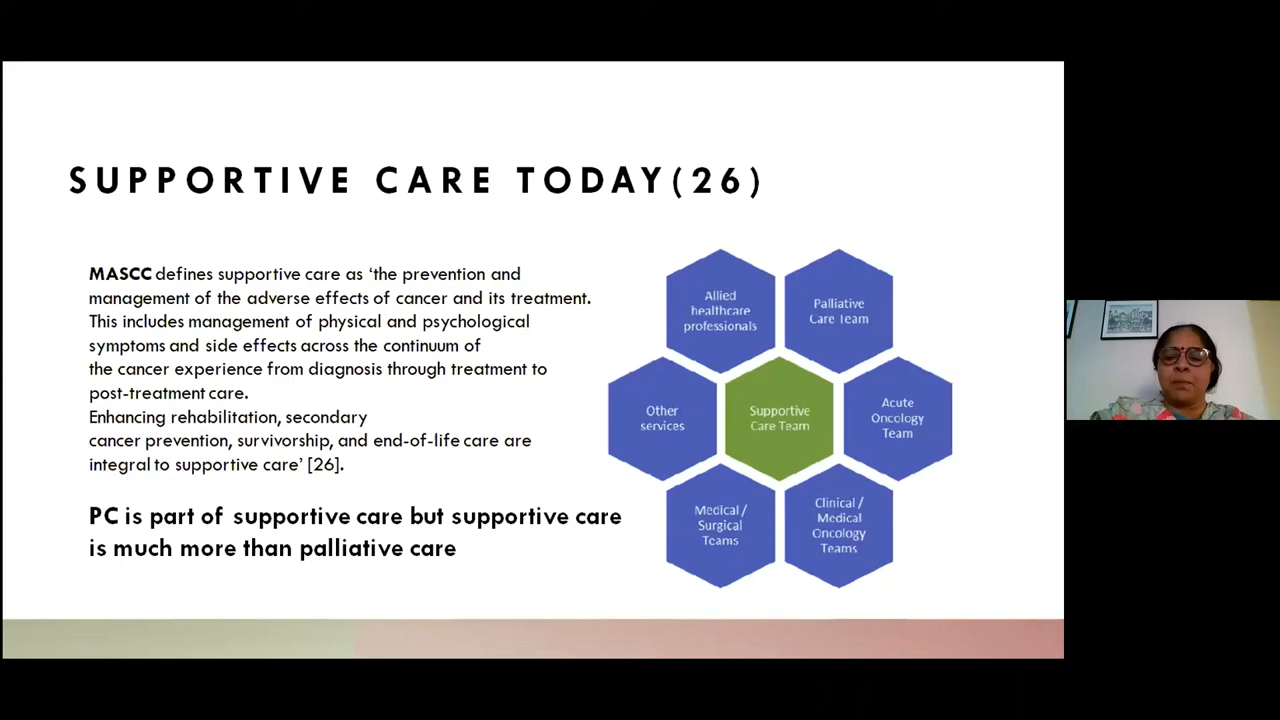 SUPPORTIVE CARE TODAY(26)
MASCC defines supportive care as ‘the prevention and
management of the adverse effects of cancer and its treatment.
This includes management of physical and psychological
symptoms and side effects across the continuum of
the cancer experience from diagnosis through treatment to
post-treatment care.
Enhancing rehabilitation, secondary
cancer prevention, survivorship, and end-of-life care are
integral to supportive care’ [26].
PC is part of supportive care but supportive care
is much more than palliative care
Allied
healthcare
professionals
Palliative
Care Team
Other
services
Supportive
Care Team
Acute
Oncology
Team
Medical /
Surgical
Teams
Clinical /
Medical
Oncology
Teams